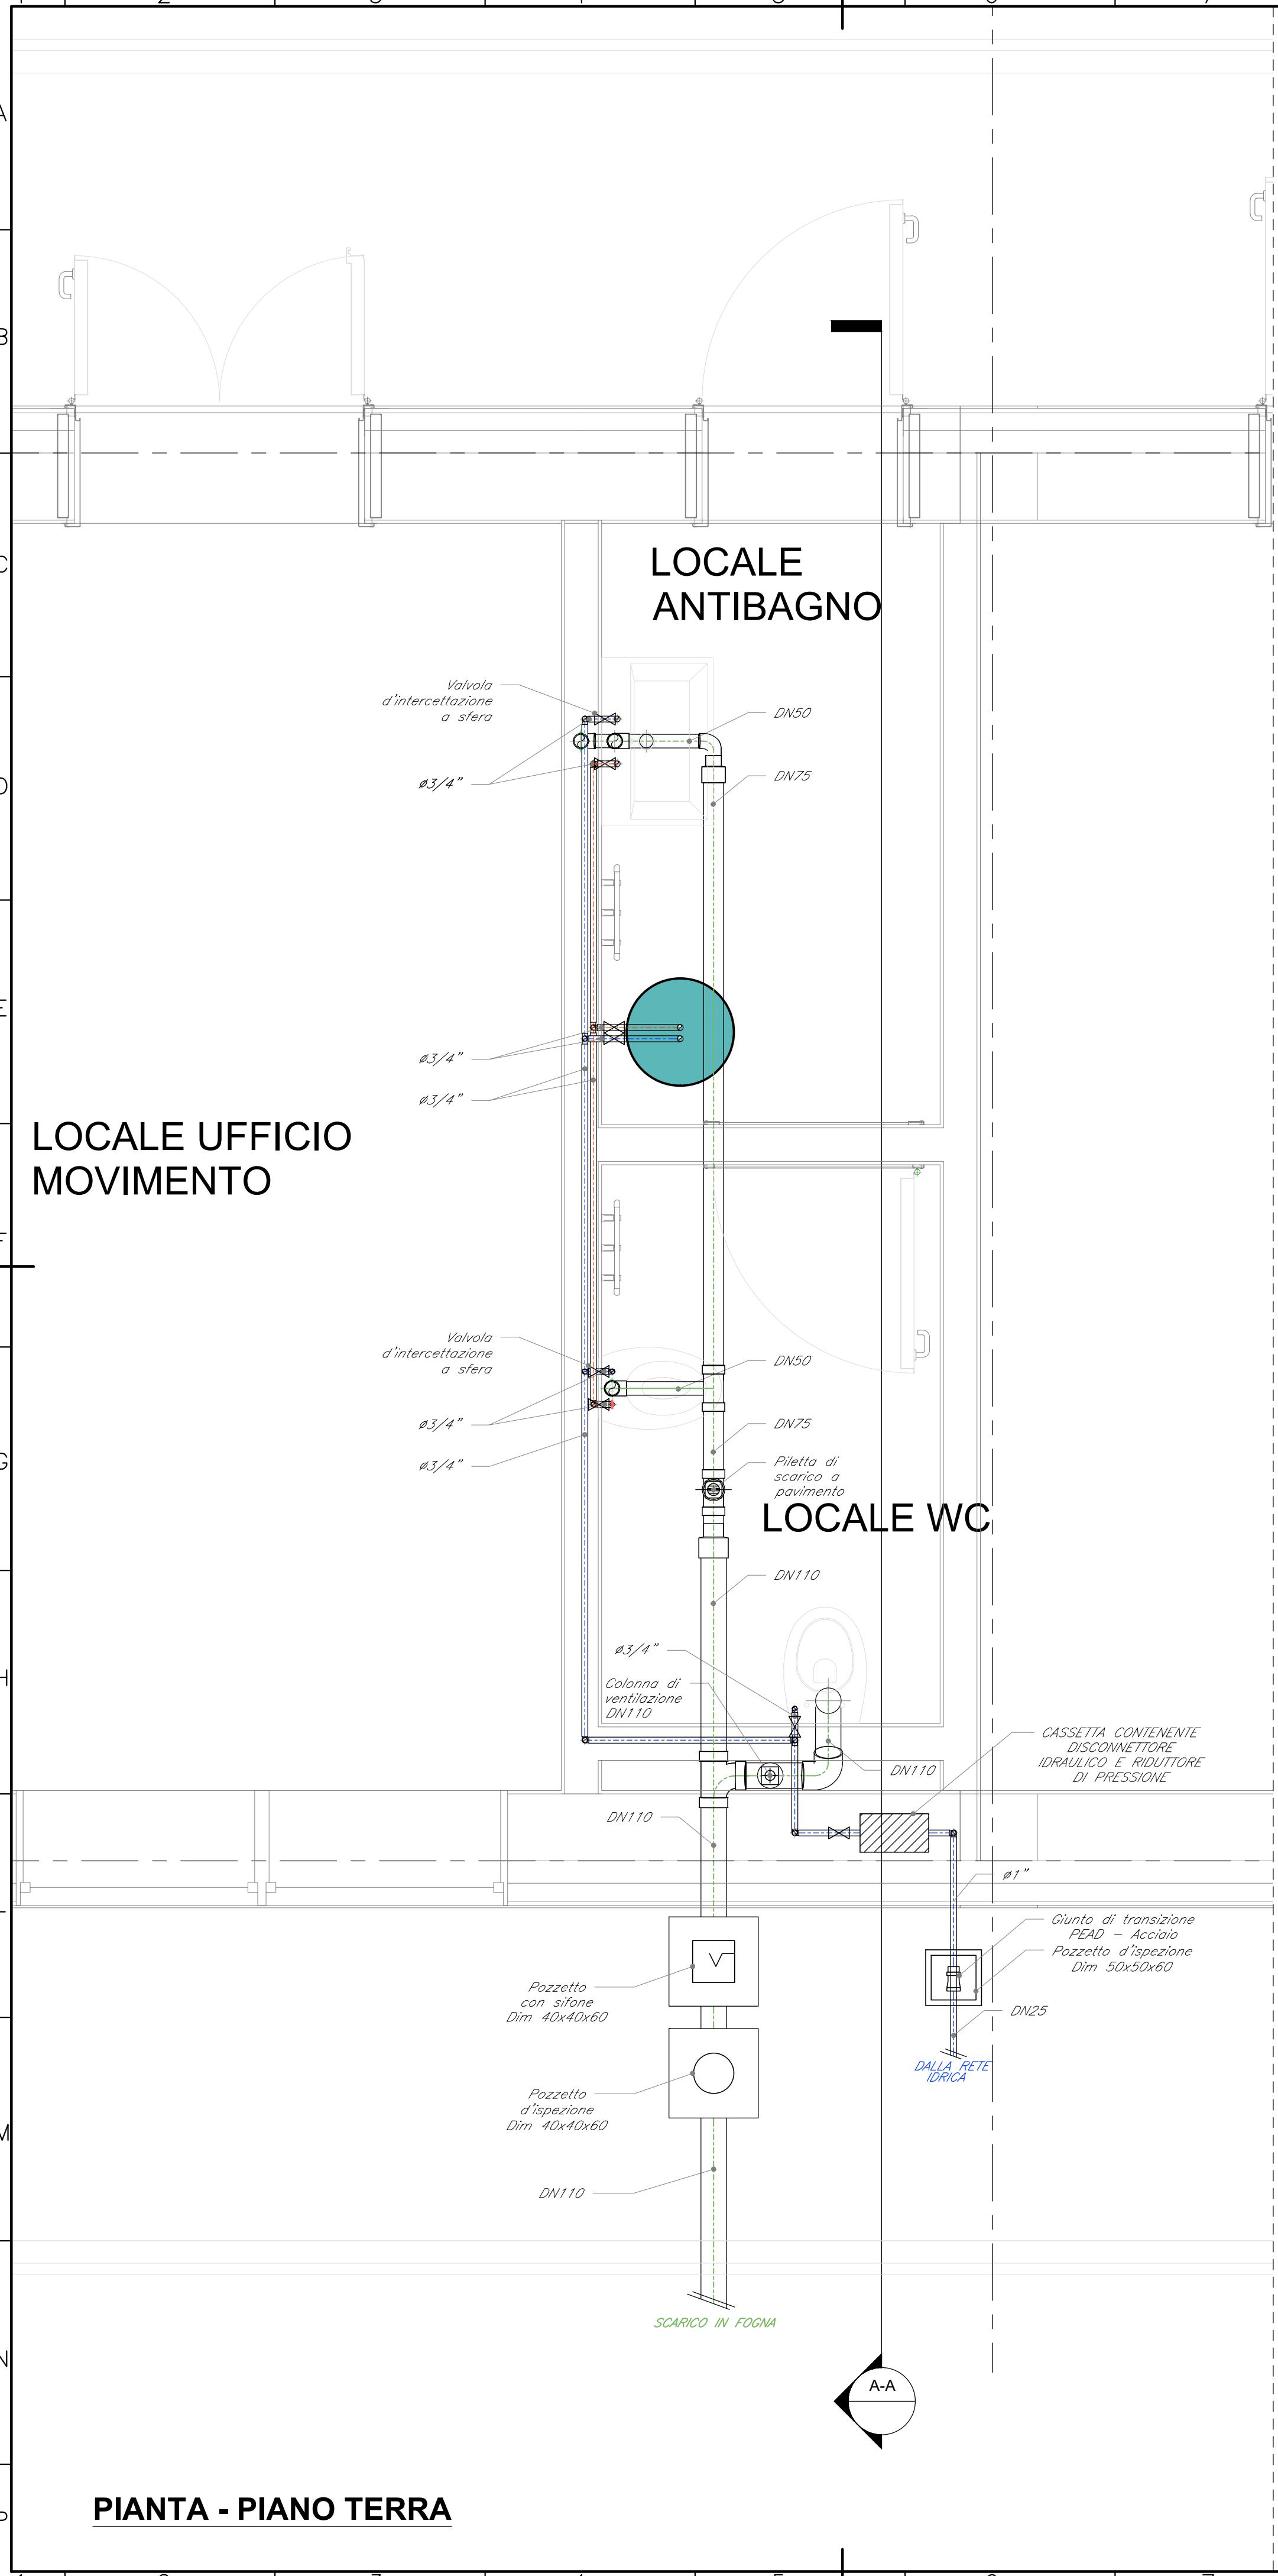 LOCALE
ANTIBAGNO
Valvola
d'intercettazione
a sfera
DN50
DN75
ø3/4"
ø3/4"
ø3/4"
LOCALE UFFICIO
MOVIMENTO
Valvola
d'intercettazione
a sfera
DN50
ø3/4"
DN75
ø3/4"
Piletta di
scarico a
pavimento
LOCALE WC
DN110
ø3/4"
Colonna di
ventilazione
DN110
CASSETTA CONTENENTE
DISCONNETTORE
IDRAULICO E RIDUTTORE
DI PRESSIONE
DN110
DN110
ø1"
Giunto di transizione
PEAD - Acciaio
Pozzetto d'ispezione
Dim 50x50x60
Pozzetto
con sifone
Dim 40x40x60
DN25
DALLA RETE
IDRICA
Pozzetto
d'ispezione
Dim 40x40x60
DN110
SCARICO IN FOGNA
A-A
PIANTA - PIANO TERRA